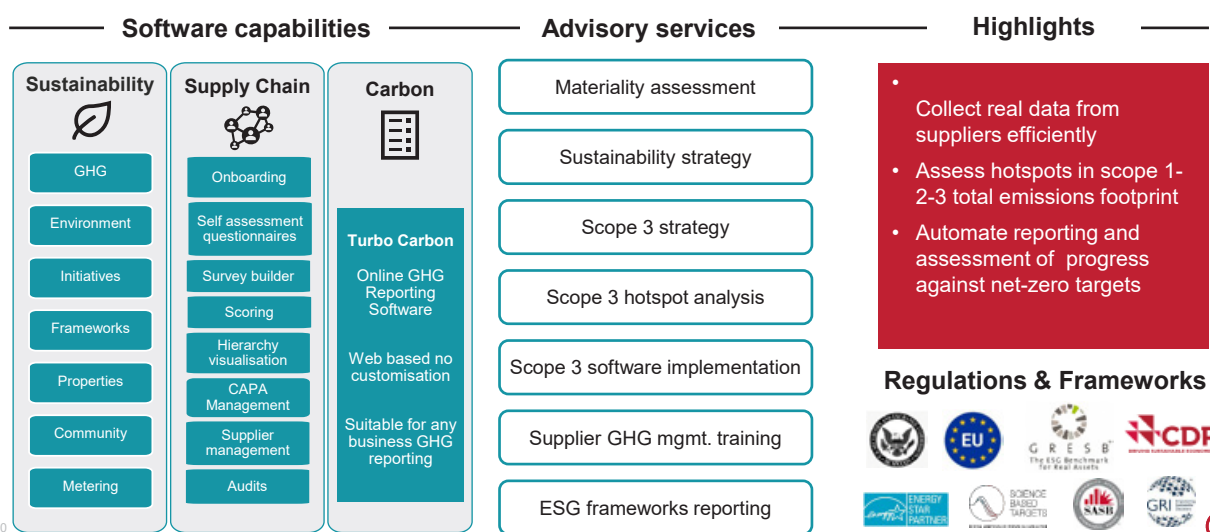 Software capabilities
Advisory services
Highlights
Sustainability
GHG
Environment
Initiatives
Frameworks
Properties
Community
Metering
Supply Chain
Onboarding
Self assessment
questionnaires
Survey builder
Scoring
Hierarchy
visualisation
CAPA
Management
Supplier
management
Audits
Carbon
Turbo Carbon
Online GHG
Reporting
Software
Web based no
customisation
Suitable for any
business GHG
reporting
Materiality assessment
Sustainability strategy
Scope 3 strategy
Scope 3 hotspot analysis
Scope 3 software implementation
Supplier GHG mgmt. training
ESG frameworks reporting
•
Collect real data from
suppliers efficiently
• Assess hotspots in scope 1-
2-3 total emissions footprint
• Automate reporting and
assessment of progress
against net-zero targets
Regulations & Frameworks
EU
G R E S B
The ESG Benchmark
for Real Assets
CDP
ENERGY
STAR
PARTNER
SCIENCE
BASED
TARGETS
SASB
GRI
0